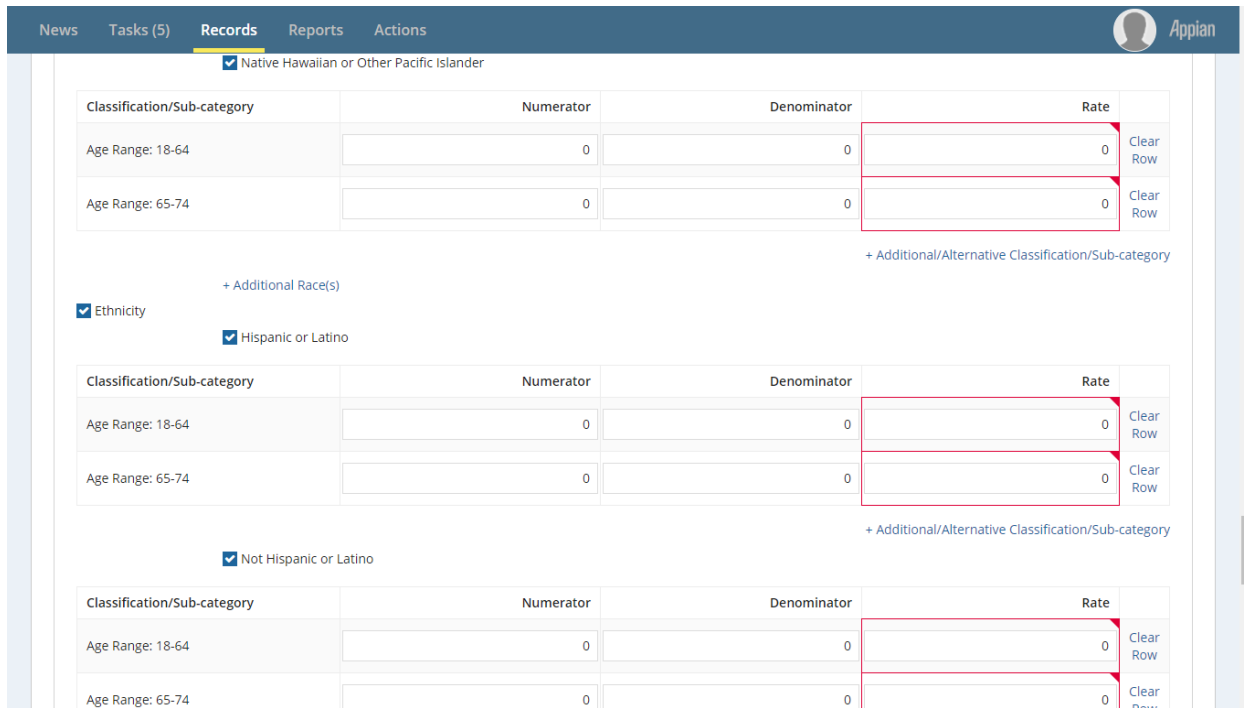 News Tasks (5) Records Reports Actions Appian
Native Hawaiian or Other Pacific Islander
Classification/Sub-category Numerator Denominator Rate
Age Range: 18-64 0 0 0 Clear Row
Age Range: 65-74 0 0 0 Clear Row
+ Additional/Alternative Classification/Sub-category
+ Additional Race(s)
Ethnicity
Hispanic or Latino
Classification/Sub-category Numerator Denominator Rate
Age Range: 18-64 0 0 0 Clear Row
Age Range: 65-74 0 0 0 Clear Row
+ Additional/Alternative Classification/Sub-category
Not Hispanic or Latino
Classification/Sub-category Numerator Denominator Rate
Age Range: 18-64 0 0 0 Clear Row
Age Range: 65-74 0 0 0 Clear Row